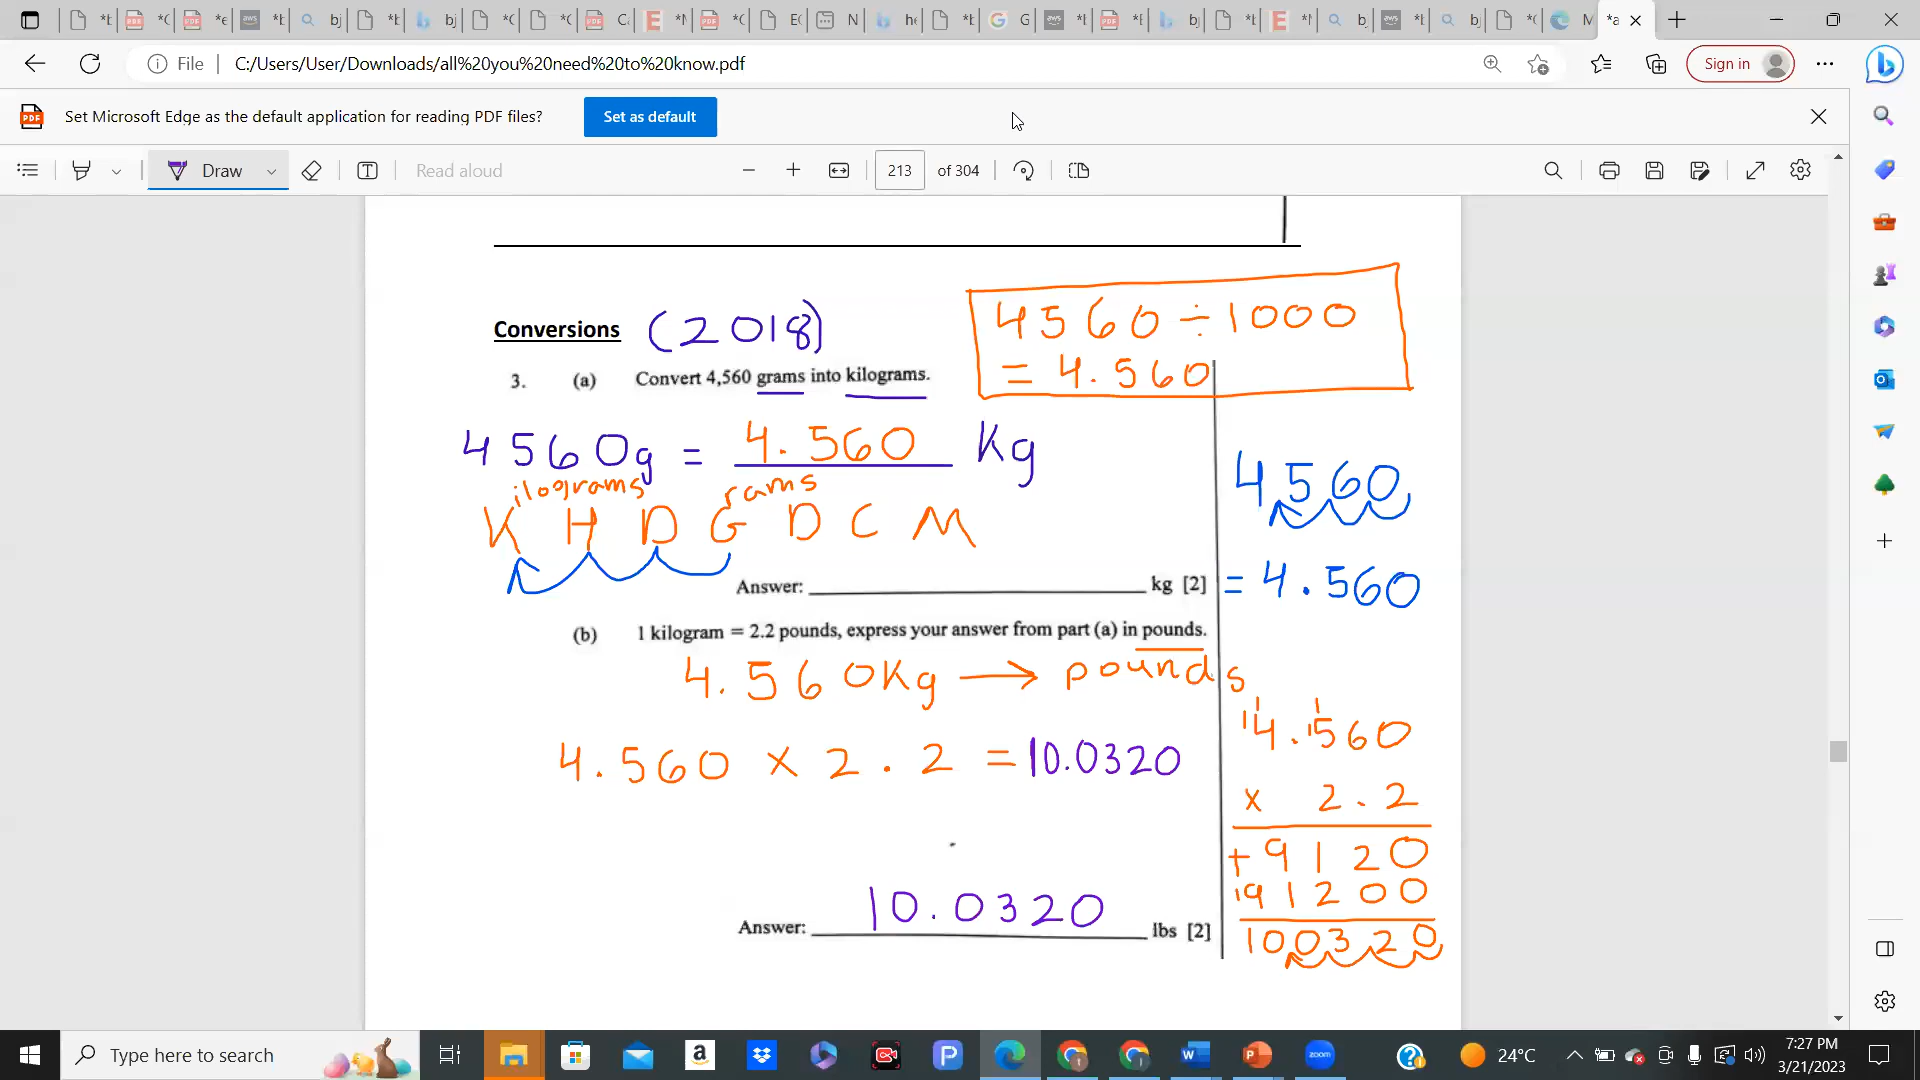 File
C:/Users/User/Downloads/all%20you%20need%20to%20know.pdf
Sign in
Set Microsoft Edge as the default application for reading PDF files?
Set as default
Draw
Read aloud
213
of 304
Conversions
(2018)
4560 ÷ 1000
= 4.560
3. (a) Convert 4,560 grams into kilograms.
4560g = 4.560 Kg
ilograms
rams
K H D G D C M
4560
Answer: kg [2]
= 4.560
(b) 1 kilogram = 2.2 pounds, express your answer from part (a) in pounds.
4.560Kg → pounds
4.560 × 2.2 = 10.0320
4.560
× 2.2
+ 9120
91200
100320
Answer: 10.0320 lbs [2]
Type here to search
24°C
7:27 PM
3/21/2023